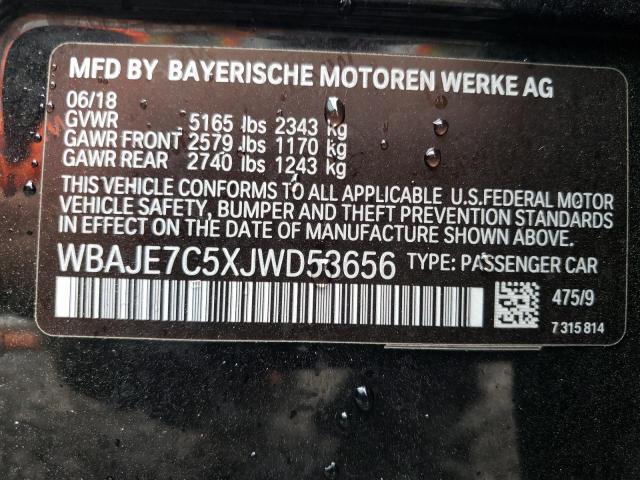 MFD BY BAYERISCHE MOTOREN WERKE AG
06/18
GVWR 5165 lbs 2343 kg
GAWR FRONT 2579 lbs 1170 kg
GAWR REAR 2740 lbs 1243 kg
THIS VEHICLE CONFORMS TO ALL APPLICABLE U.S.FEDERAL MOTOR
VEHICLE SAFETY, BUMPER AND THEFT PREVENTION STANDARDS
IN EFFECT ON THE DATE OF MANUFACTURE SHOWN ABOVE.
WBAJE7C5XJWD53656 TYPE: PASSENGER CAR
475/9
7 315 814